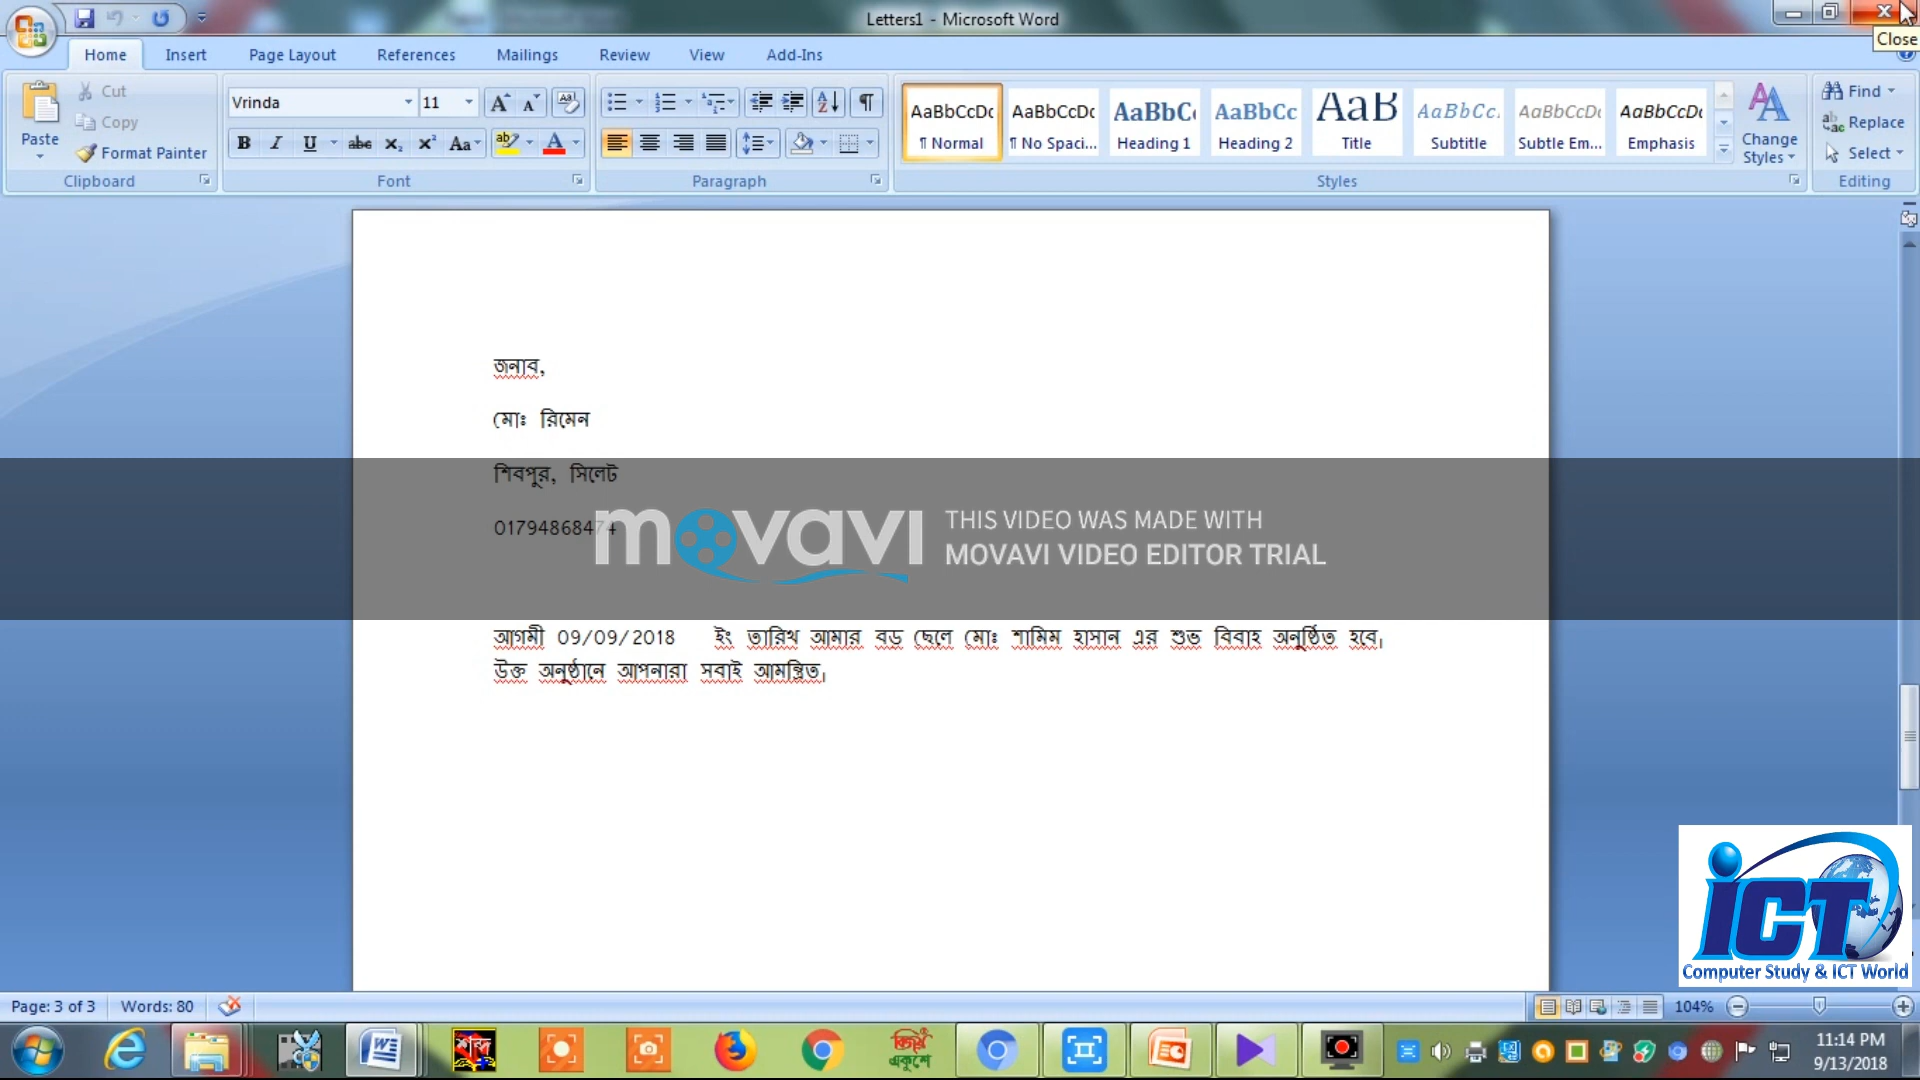 Letters1 - Microsoft Word
Close
Home Insert Page Layout References Mailings Review View Add-Ins
Paste
Cut
Copy
Format Painter
Clipboard
Vrinda 11
Font
Paragraph
AaBbCcDc AaBbCcDc AaBbC AaBbCc AaB AaBbCc. AaBbCcDc AaBbCcDc
¶ Normal ¶ No Spaci... Heading 1 Heading 2 Title Subtitle Subtle Em... Emphasis
Change Styles
Styles
Find
Replace
Select
Editing
জনাব,
মোঃ রিমেন
শিবপুর, সিলেট
01794868474
movavi
THIS VIDEO WAS MADE WITH
MOVAVI VIDEO EDITOR TRIAL
আগমী 09/09/2018 ইং তারিখ আমার বড় ছেলে মোঃ শামিম হাসান এর শুভ বিবাহ অনুষ্ঠিত হবে।
উক্ত অনুষ্ঠানে আপনারা সবাই আমন্ত্রিত।
iCT
Computer Study & ICT World
Page: 3 of 3 Words: 80
104%
11:14 PM
9/13/2018